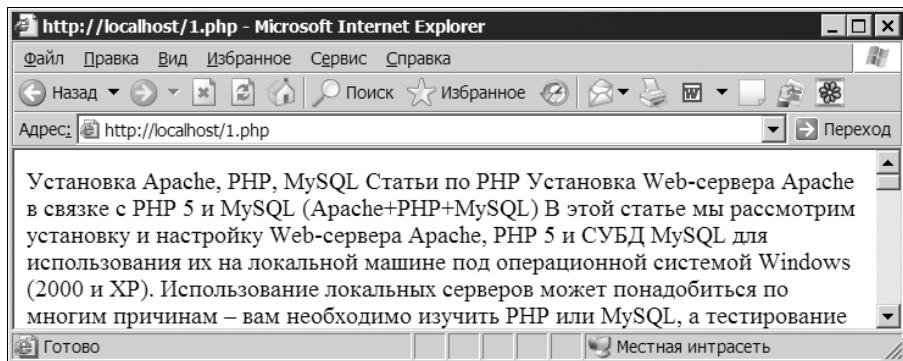 http://localhost/1.php - Microsoft Internet Explorer
Файл Правка Вид Избранное Сервис Справка
Назад Поиск Избранное
Адрес: http://localhost/1.php Переход
Установка Apache, PHP, MySQL Статьи по PHP Установка Web-сервера Apache
в связке с PHP 5 и MySQL (Apache+PHP+MySQL) В этой статье мы рассмотрим
установку и настройку Web-сервера Apache, PHP 5 и СУБД MySQL для
использования их на локальной машине под операционной системой Windows
(2000 и XP). Использование локальных серверов может понадобиться по
многим причинам – вам необходимо изучить PHP или MySQL, а тестирование
Готово Местная интрасеть